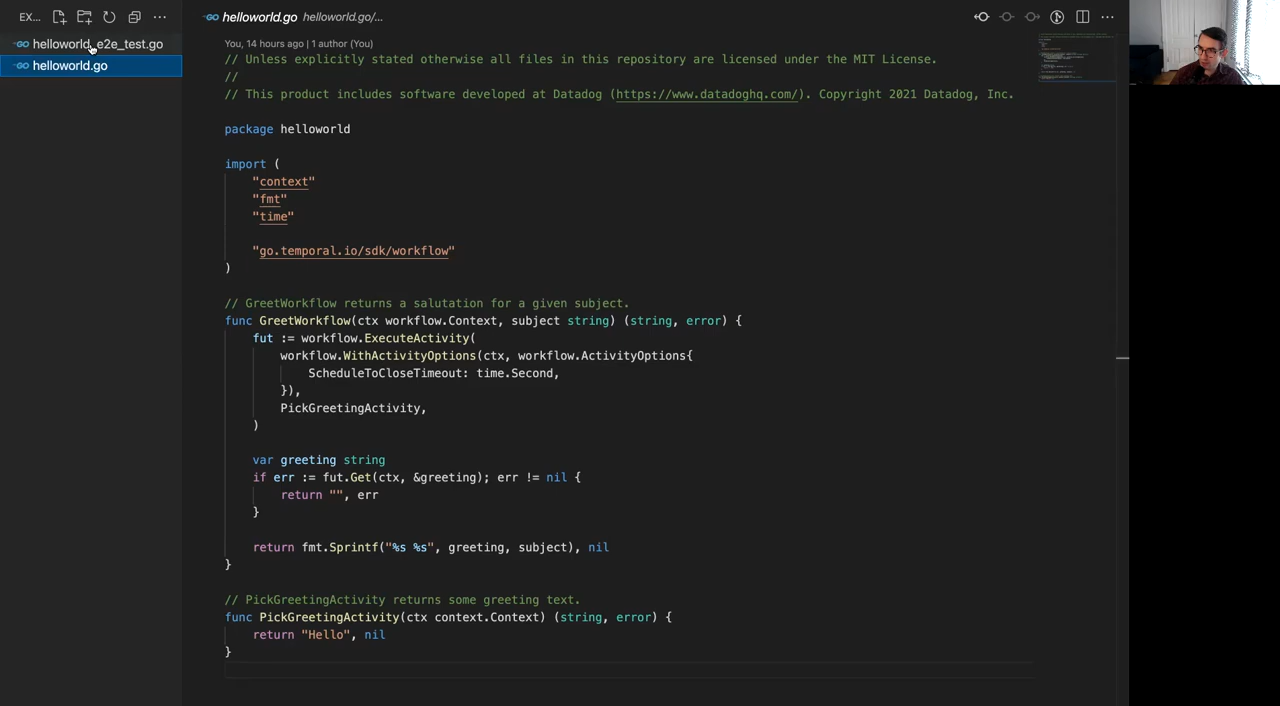 EX...
helloworld_e2e_test.go
helloworld.go
helloworld.go helloworld.go/...
You, 14 hours ago | 1 author (You)
// Unless explicitly stated otherwise all files in this repository are licensed under the MIT License.
//
// This product includes software developed at Datadog (https://www.datadoghq.com/). Copyright 2021 Datadog, Inc.
package helloworld
import (
"context"
"fmt"
"time"
"go.temporal.io/sdk/workflow"
)
// GreetWorkflow returns a salutation for a given subject.
func GreetWorkflow(ctx workflow.Context, subject string) (string, error) {
fut := workflow.ExecuteActivity(
workflow.WithActivityOptions(ctx, workflow.ActivityOptions{
ScheduleToCloseTimeout: time.Second,
}),
PickGreetingActivity,
)
var greeting string
if err := fut.Get(ctx, &greeting); err != nil {
return "", err
}
return fmt.Sprintf("%s %s", greeting, subject), nil
}
// PickGreetingActivity returns some greeting text.
func PickGreetingActivity(ctx context.Context) (string, error) {
return "Hello", nil
}